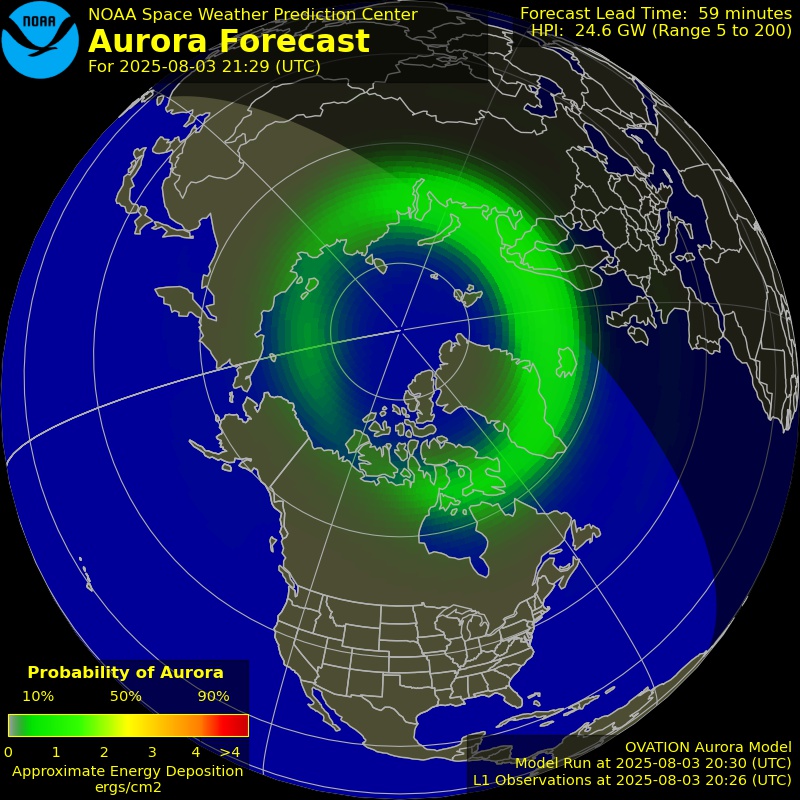 NOAA
NOAA Space Weather Prediction Center
Aurora Forecast
For 2025-08-03 21:29 (UTC)
Forecast Lead Time: 59 minutes
HPI: 24.6 GW (Range 5 to 200)
Probability of Aurora
10% 50% 90%
0 1 2 3 4 >4
Approximate Energy Deposition
ergs/cm2
OVATION Aurora Model
Model Run at 2025-08-03 20:30 (UTC)
L1 Observations at 2025-08-03 20:26 (UTC)